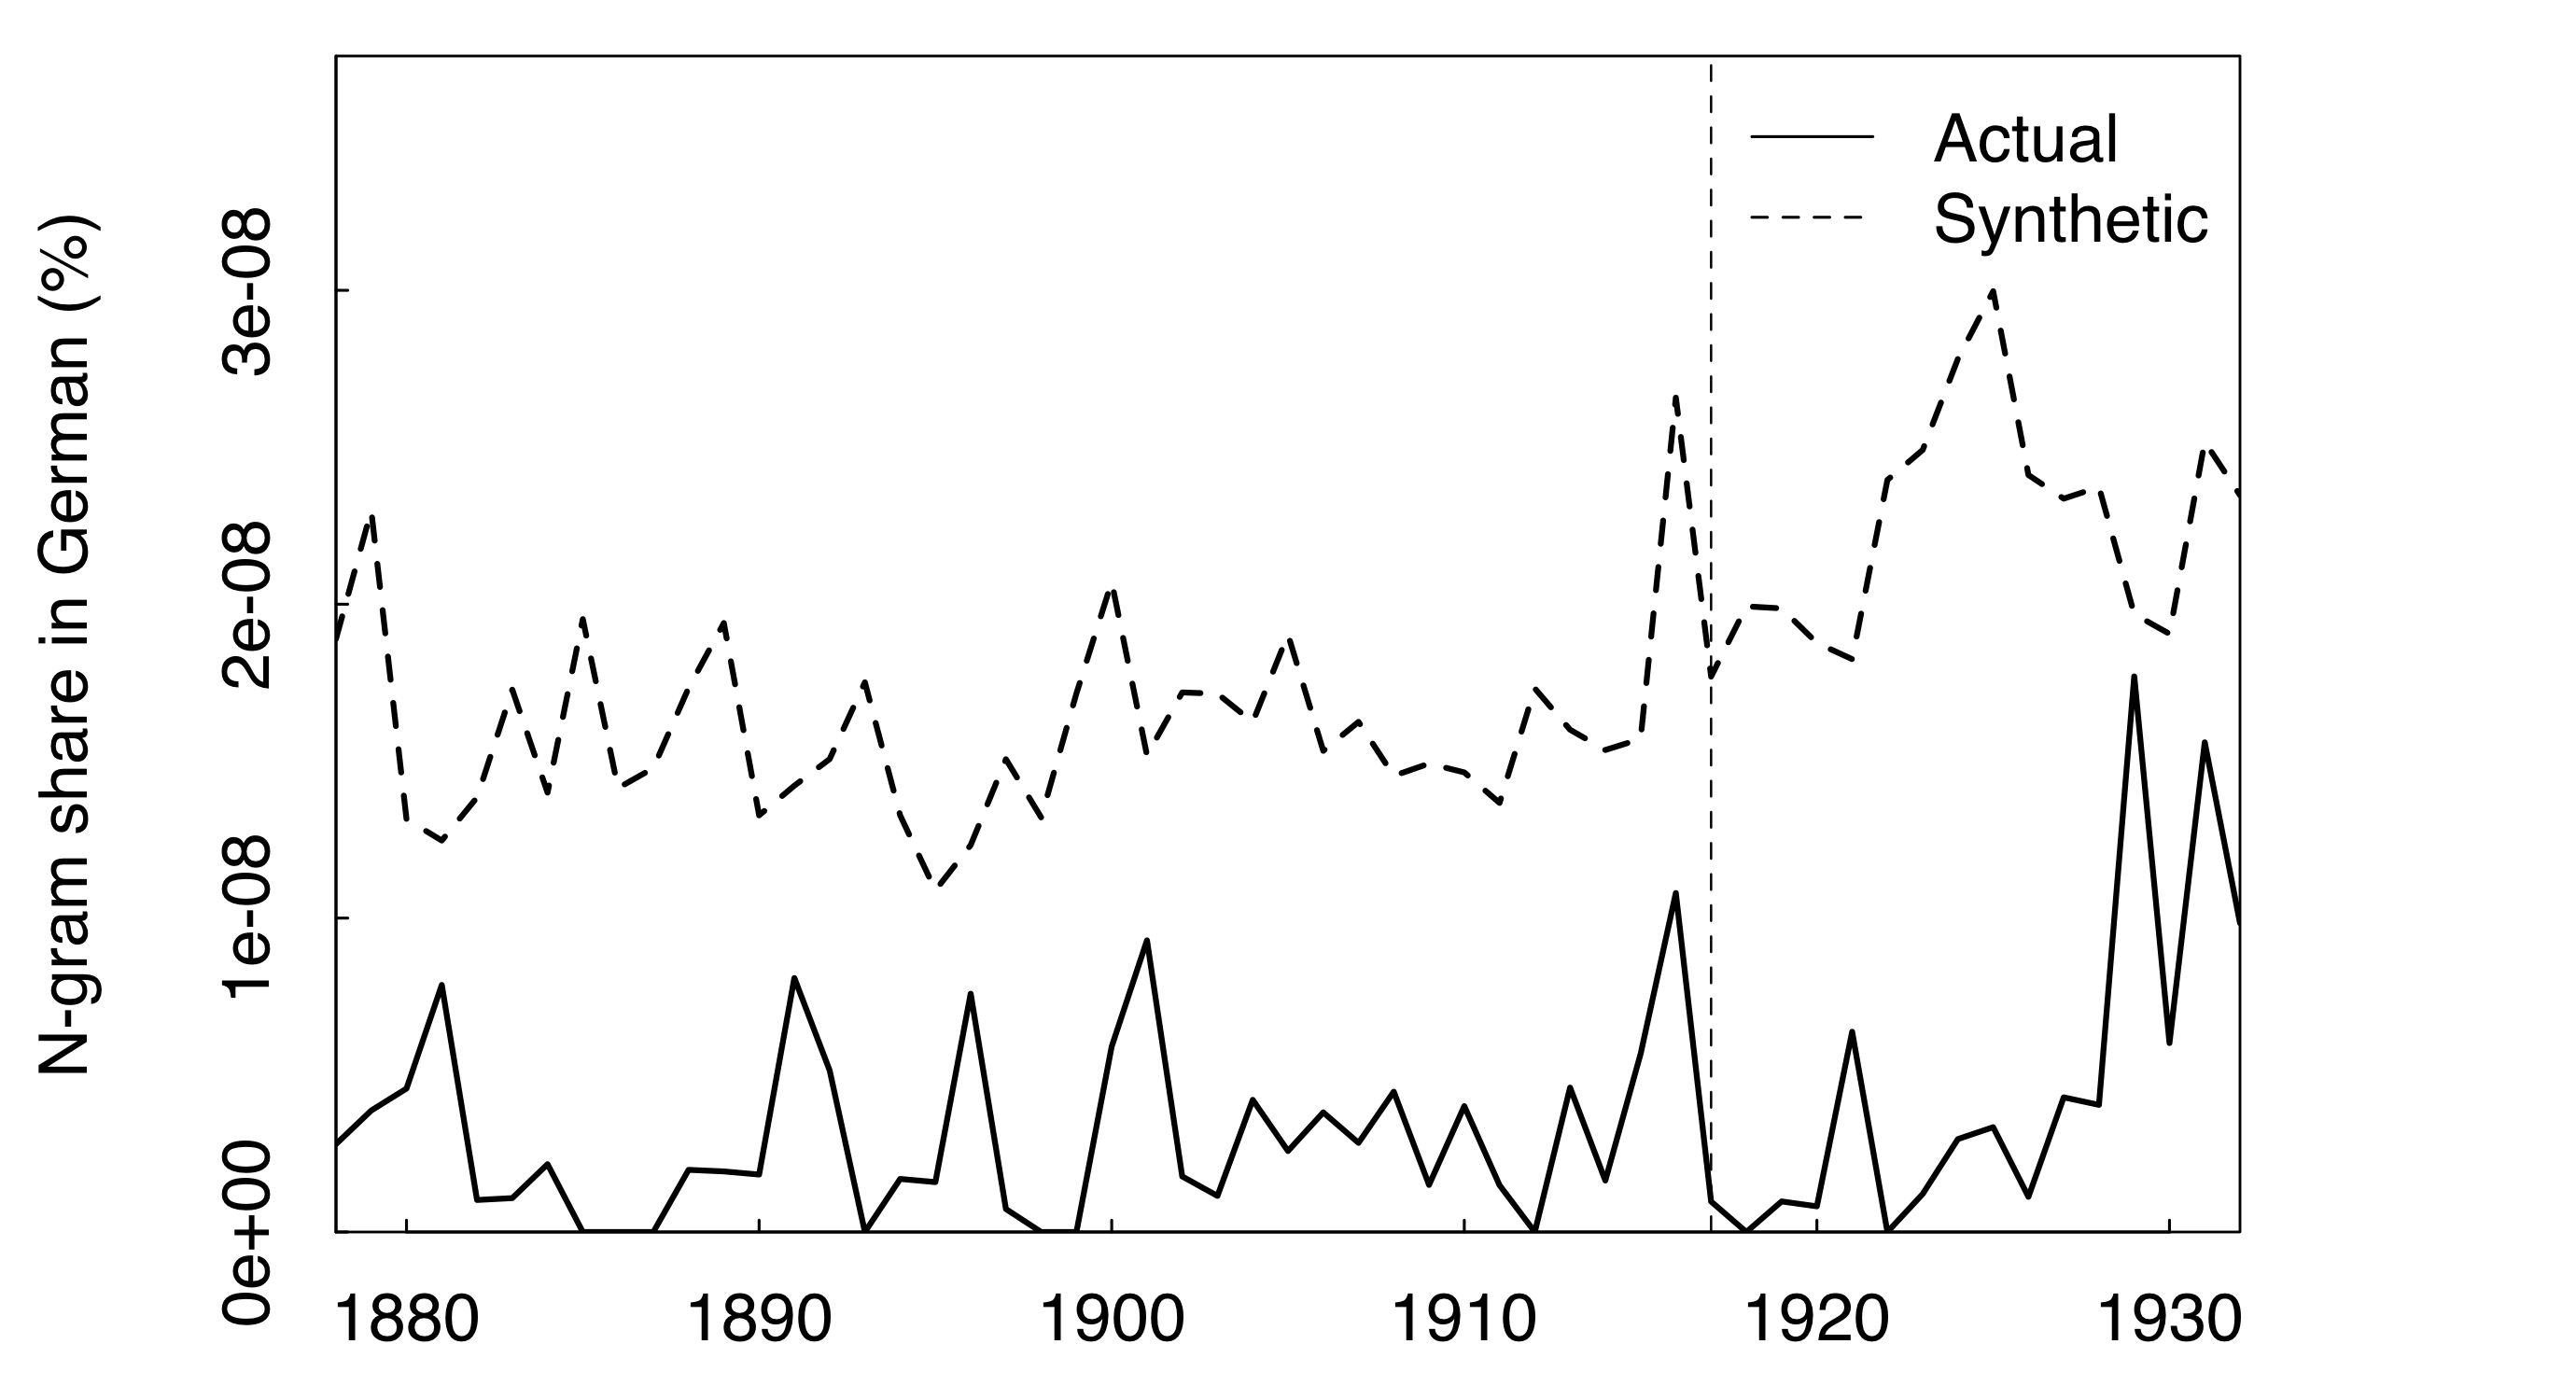 Actual
Synthetic
N-gram share in German (%)
3e-08
2e-08
1e-08
0e+00
1880 1890 1900 1910 1920 1930